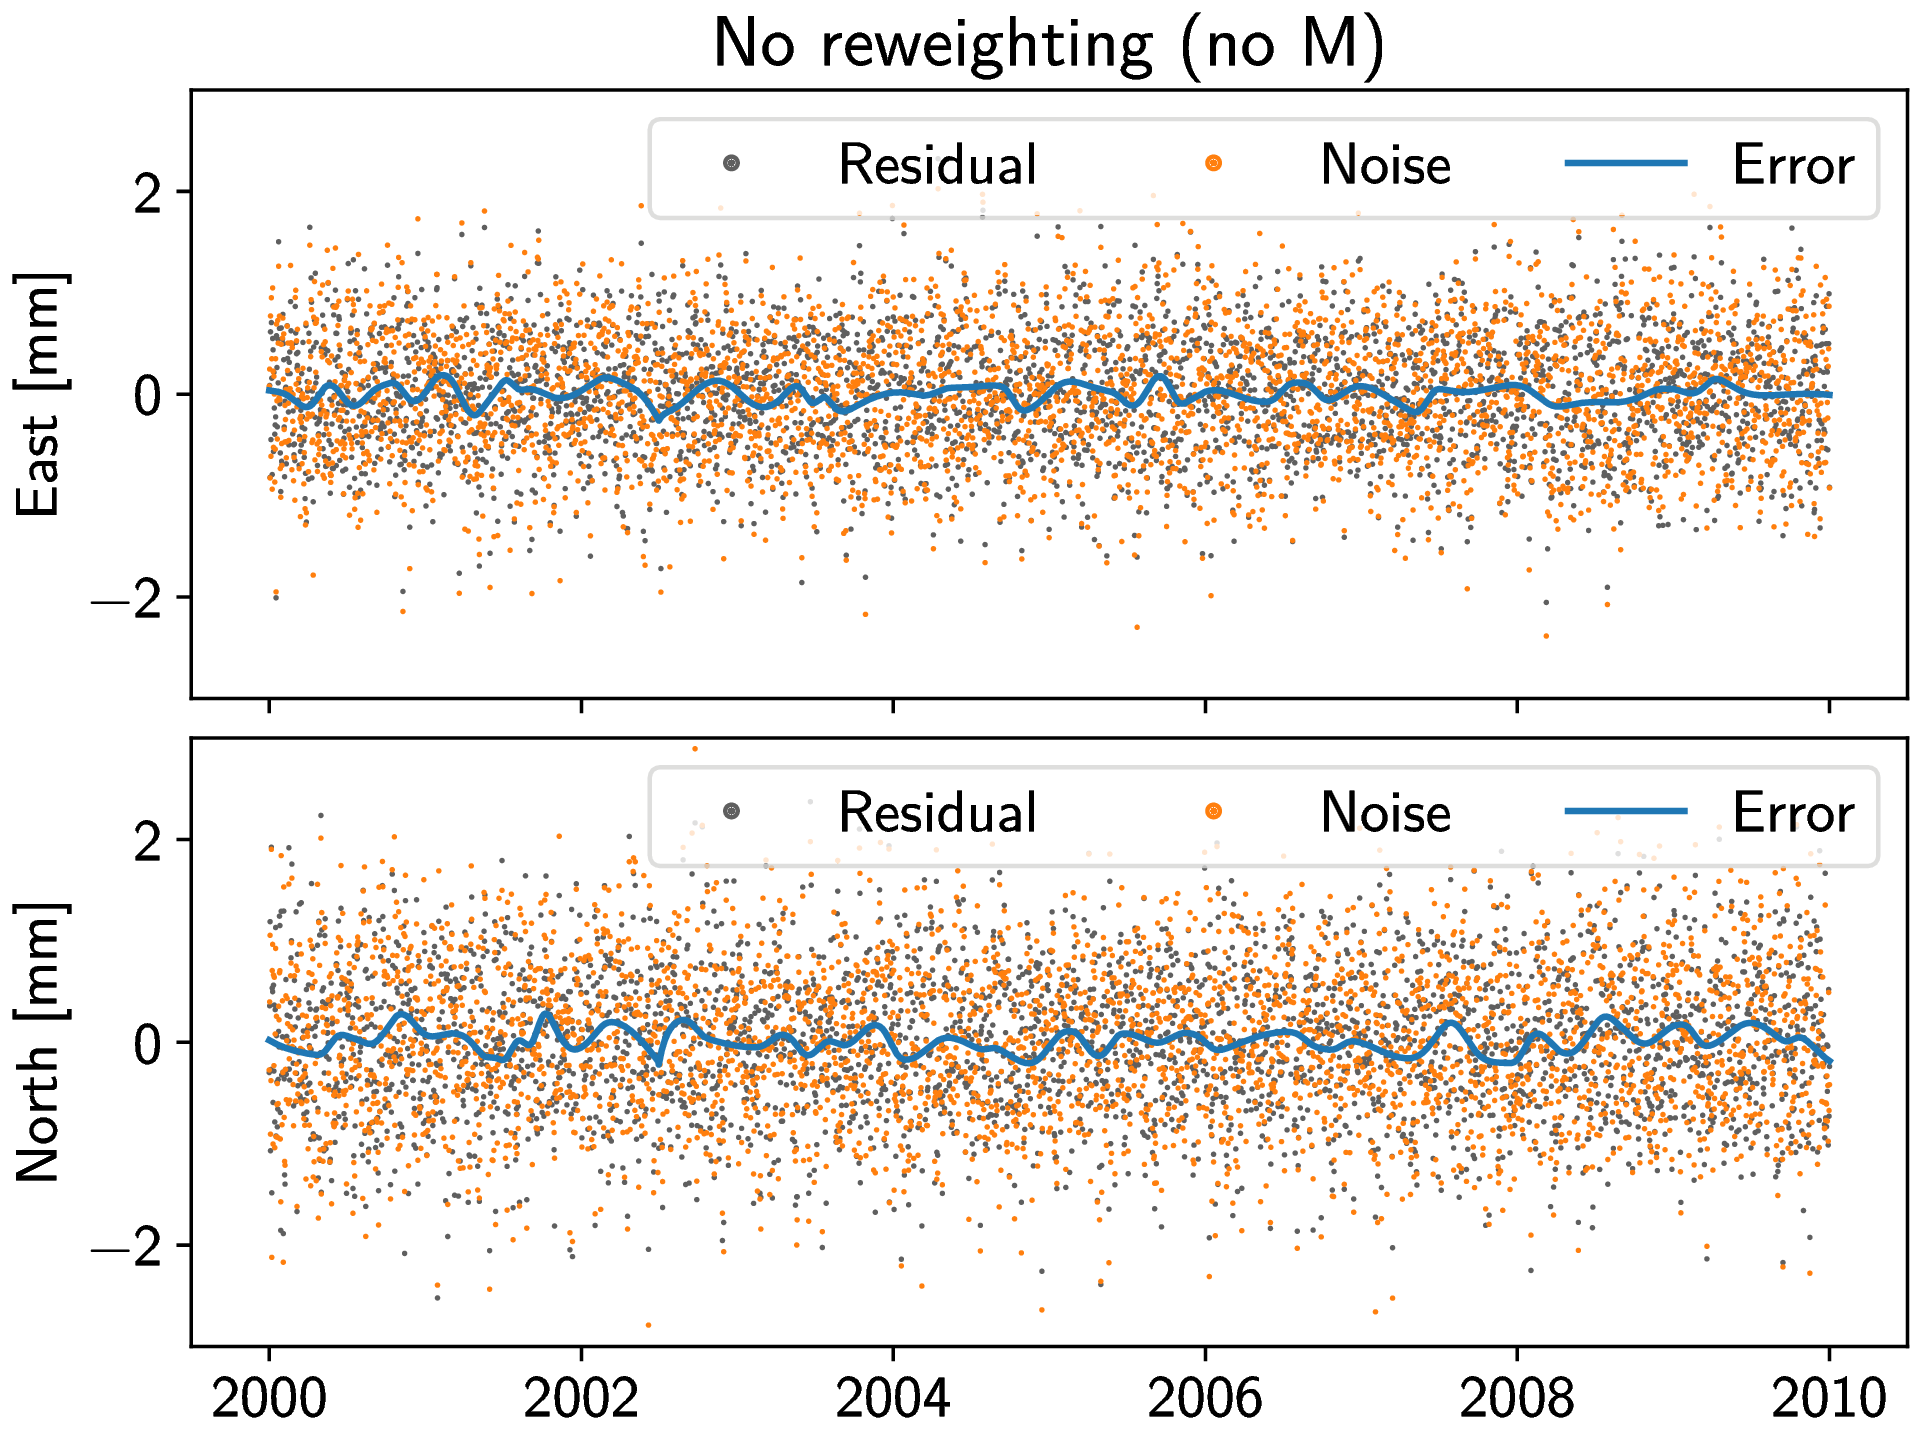 No reweighting (no M)
Residual Noise Error
2
0
−2
East [mm]
Residual Noise Error
2
0
−2
North [mm]
2000 2002 2004 2006 2008 2010